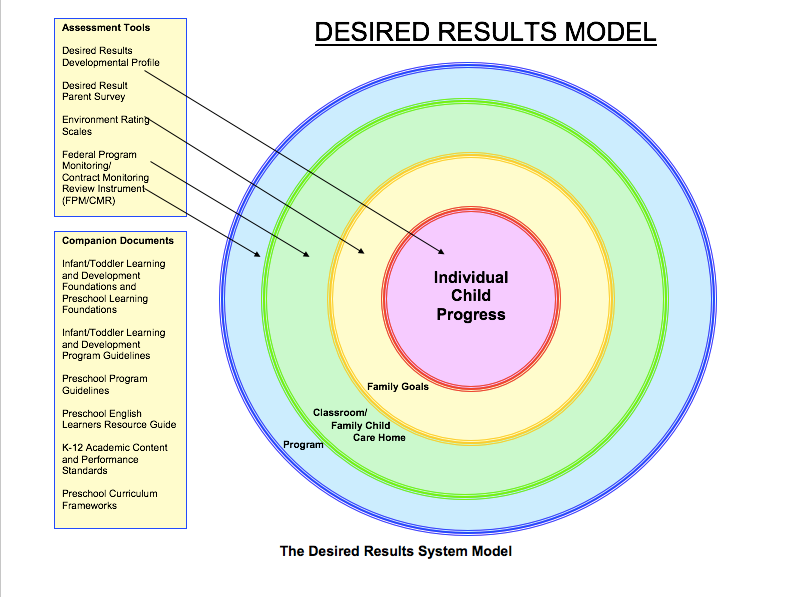 DESIRED RESULTS MODEL
Assessment Tools
Desired Results
Developmental Profile
Desired Result
Parent Survey
Environment Rating
Scales
Federal Program
Monitoring/
Contract Monitoring
Review Instrument
(FPM/CMR)
Companion Documents
Infant/Toddler Learning
and Development
Foundations and
Preschool Learning
Foundations
Infant/Toddler Learning
and Development
Program Guidelines
Preschool Program
Guidelines
Preschool English
Learners Resource Guide
K-12 Academic Content
and Performance
Standards
Preschool Curriculum
Frameworks
Individual
Child
Progress
Family Goals
Classroom/
Family Child
Care Home
Program
The Desired Results System Model